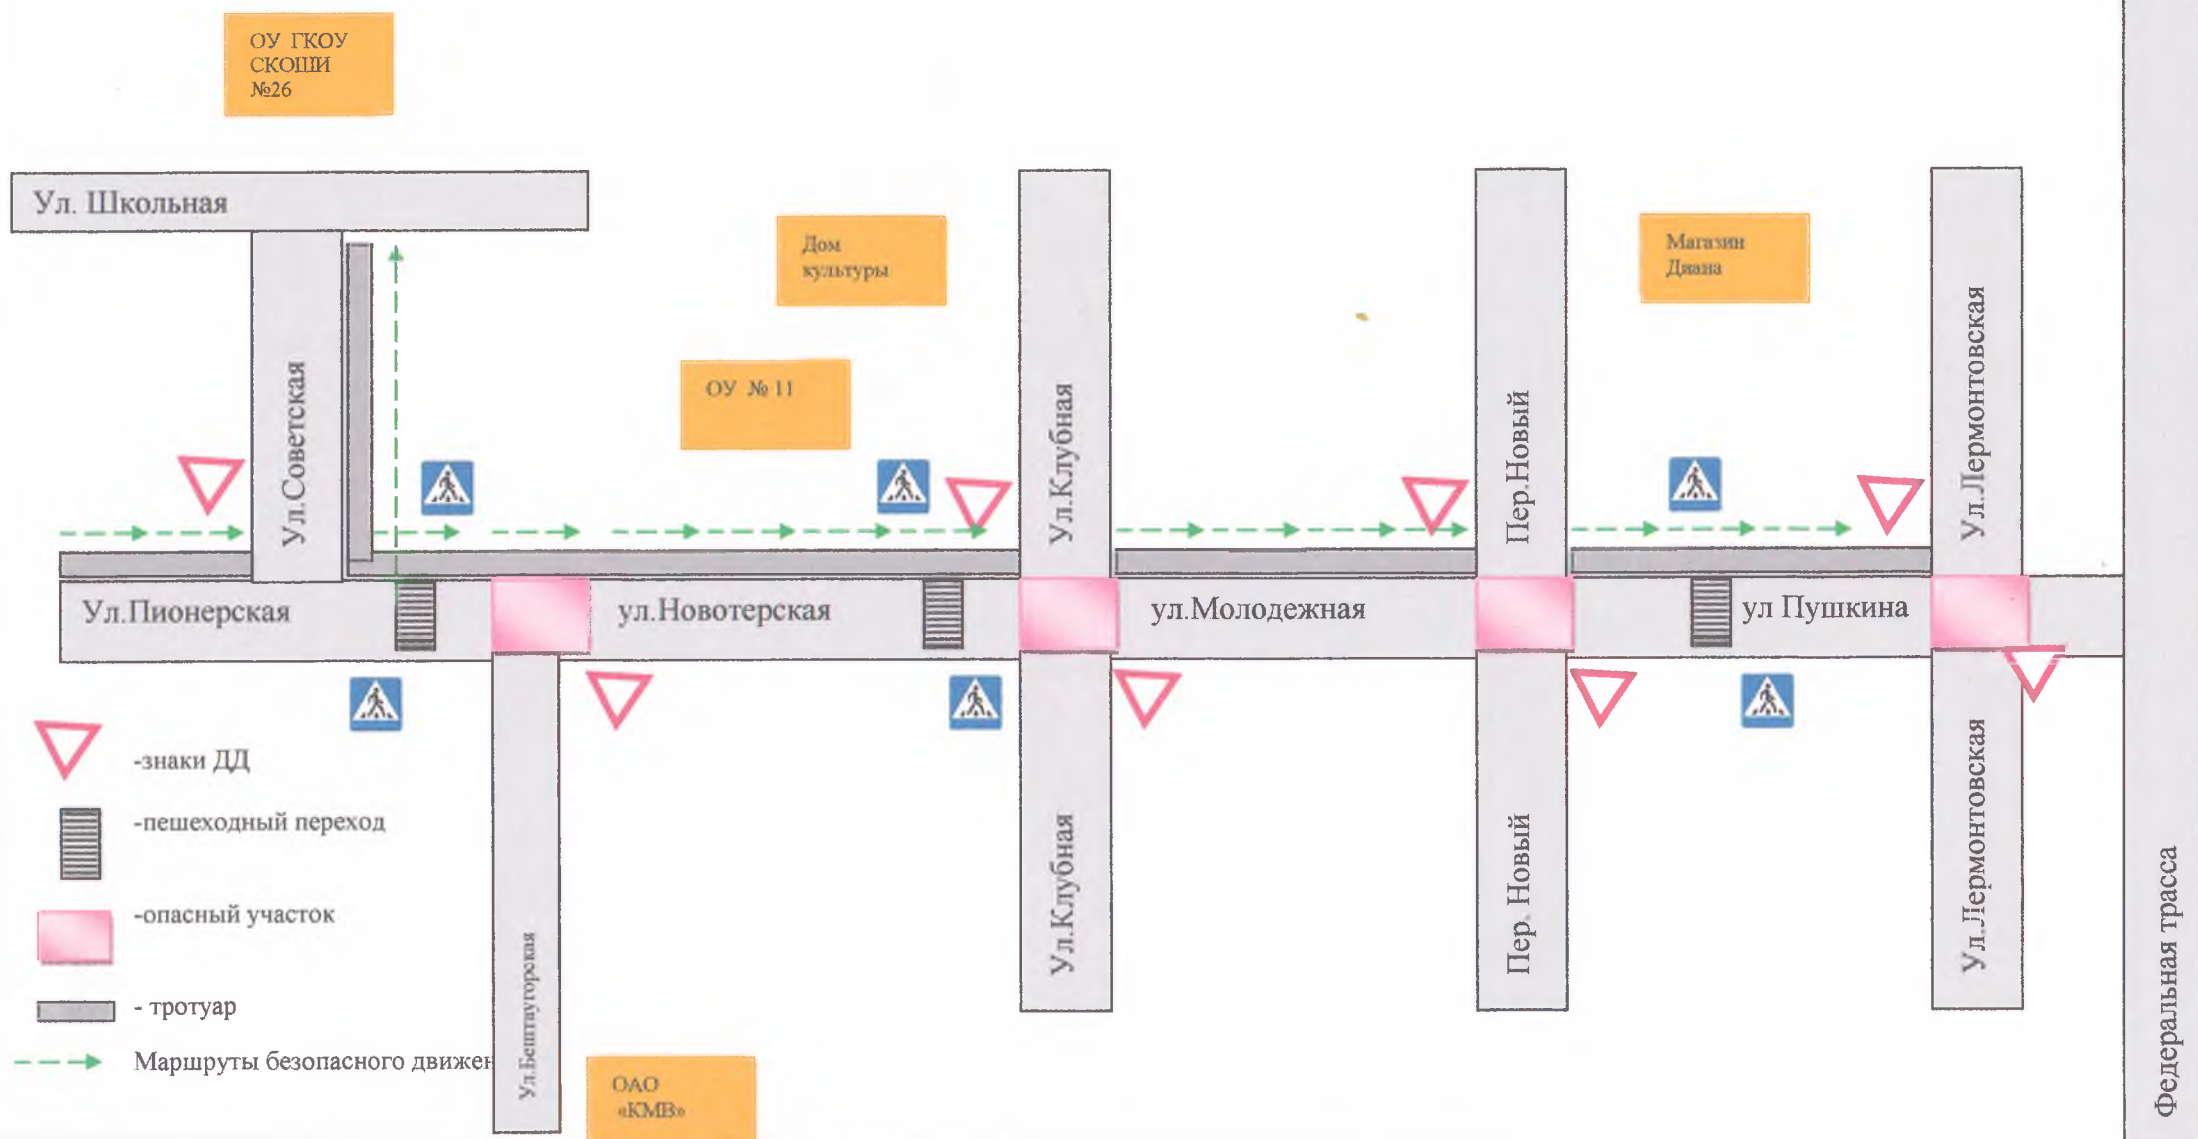 ОУ ГКОУ
СКОШИ
№26
Ул. Школьная
Дом
культуры
Магазин
Диана
ОУ № 11
Ул.Советская
Ул.Клубная
Пер.Новый
Ул.Лермонтовская
Ул.Пионерская
ул.Новотерская
ул.Молодежная
ул Пушкина
-знаки ДД
-пешеходный переход
-опасный участок
- тротуар
Маршруты безопасного движен
Ул.Бештаугорская
Ул.Клубная
Пер. Новый
Ул.Лермонтовская
Федеральная трасса
ОАО
«КМВ»